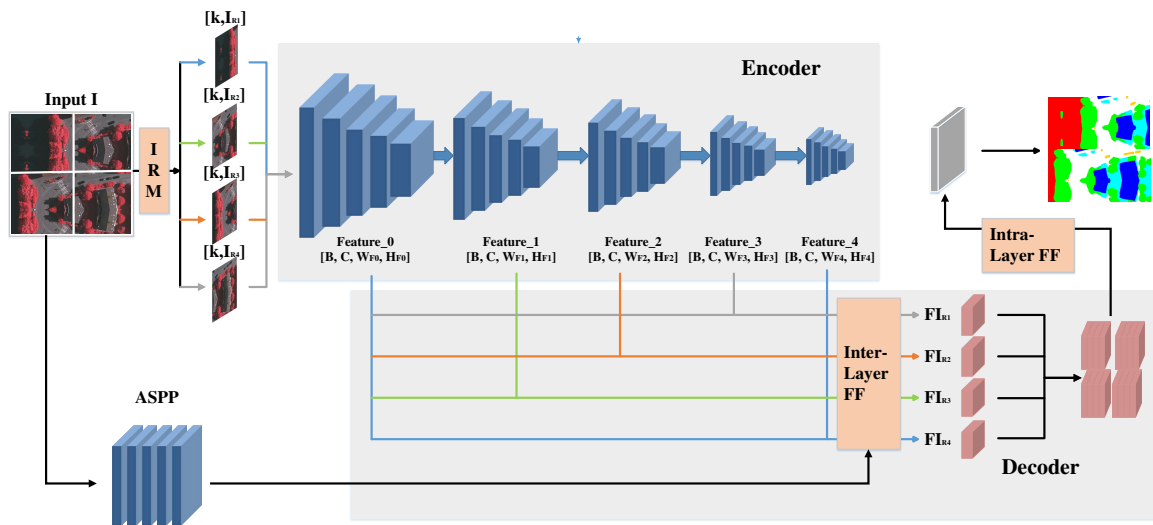 [k,IR1]
Input I
[k,IR2]
I
R
M
[k,IR3]
[k,IR4]
Encoder
Feature_0
[B, C, WF0, HF0]
Feature_1
[B, C, WF1, HF1]
Feature_2
[B, C, WF2, HF2]
Feature_3
[B, C, WF3, HF3]
Feature_4
[B, C, WF4, HF4]
Intra-
Layer FF
Inter-
Layer
FF
FIR1
FIR2
FIR3
FIR4
Decoder
ASPP